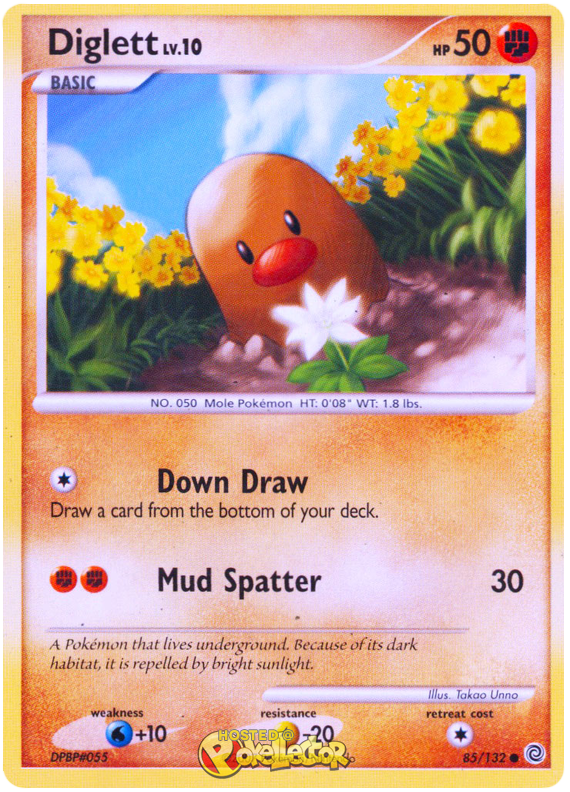 Diglett LV.10
HP 50
BASIC
NO. 050 Mole Pokémon HT: 0'08" WT: 1.8 lbs.
Down Draw
Draw a card from the bottom of your deck.
Mud Spatter 30
A Pokémon that lives underground. Because of its dark
habitat, it is repelled by bright sunlight.
Illus. Takao Unno
weakness resistance retreat cost
+10 -20
HOSTED @
Pokellector
DPBP#055
85/132